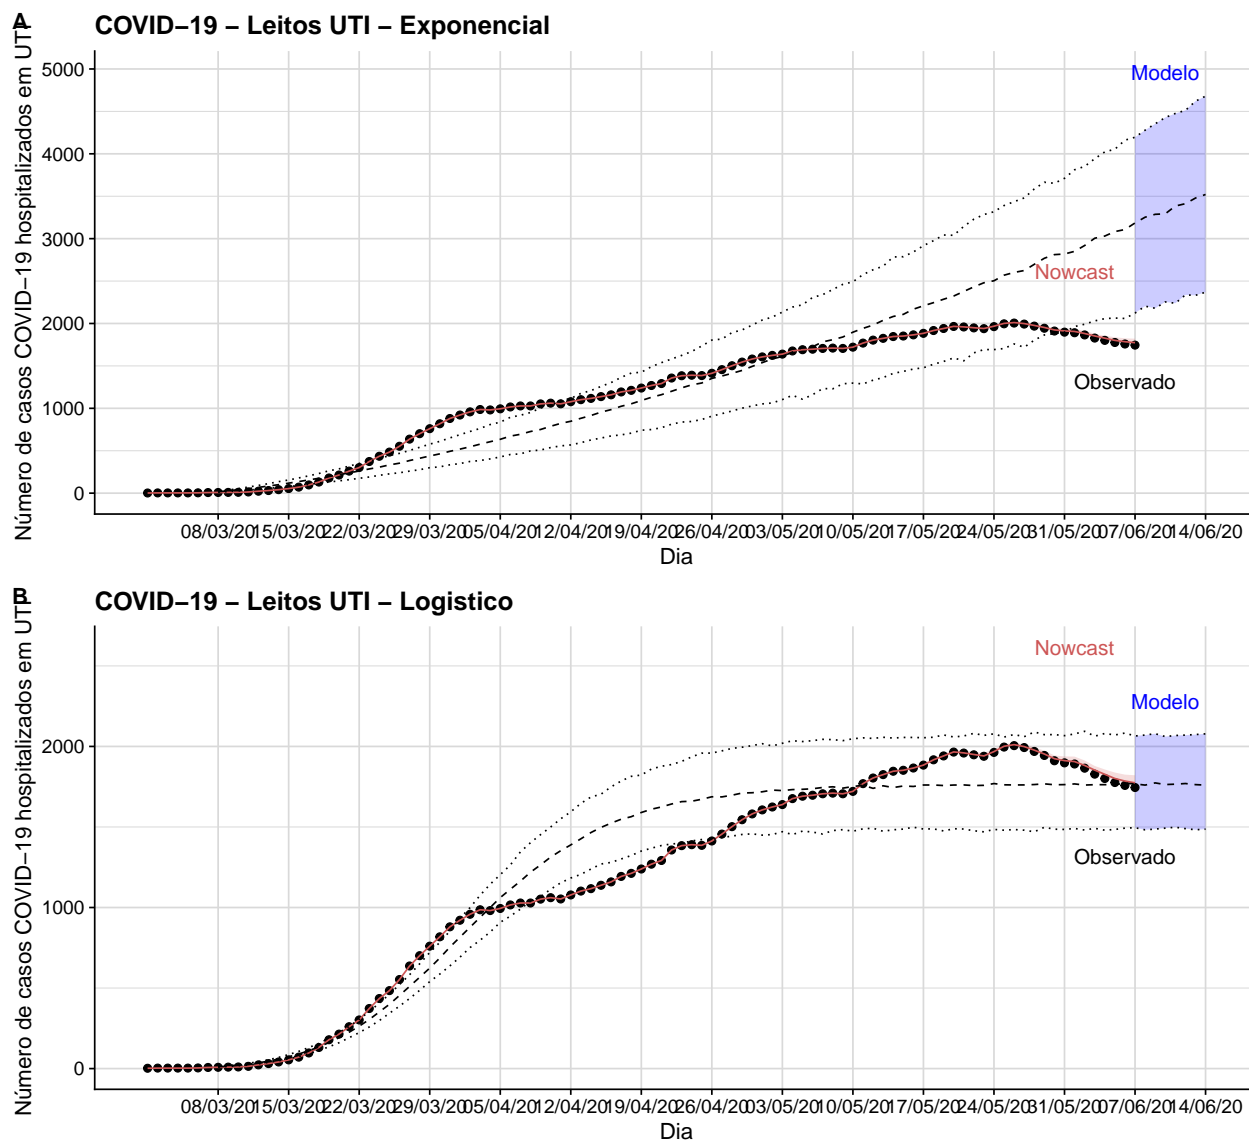 A
COVID−19 − Leitos UTI − Exponencial
Número de casos COVID−19 hospitalizados em UTI
5000
4000
3000
2000
1000
0
Modelo
Nowcast
Observado
08/03/20 15/03/20 22/03/20 29/03/20 05/04/20 12/04/20 19/04/20 26/04/20 03/05/20 10/05/20 17/05/20 24/05/20 31/05/20 07/06/20 14/06/20
Dia
B
COVID−19 − Leitos UTI − Logistico
Número de casos COVID−19 hospitalizados em UTI
Nowcast
Modelo
2000
Observado
1000
0
08/03/20 15/03/20 22/03/20 29/03/20 05/04/20 12/04/20 19/04/20 26/04/20 03/05/20 10/05/20 17/05/20 24/05/20 31/05/20 07/06/20 14/06/20
Dia